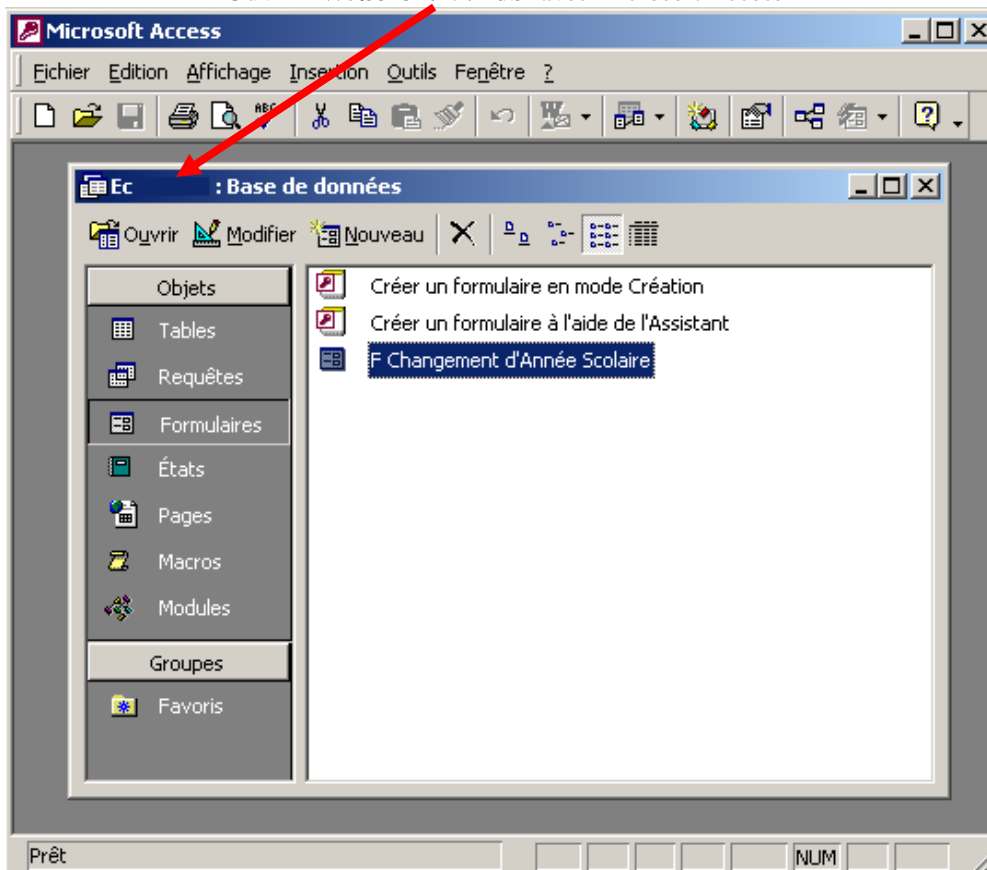 Microsoft Access
Fichier Edition Affichage Insertion Outils Fenêtre ?
Ec : Base de données
Ouvrir Modifier Nouveau
Objets
Tables
Requêtes
Formulaires
États
Pages
Macros
Modules
Groupes
Favoris
Créer un formulaire en mode Création
Créer un formulaire à l'aide de l'Assistant
F Changement d'Année Scolaire
Prêt
NUM